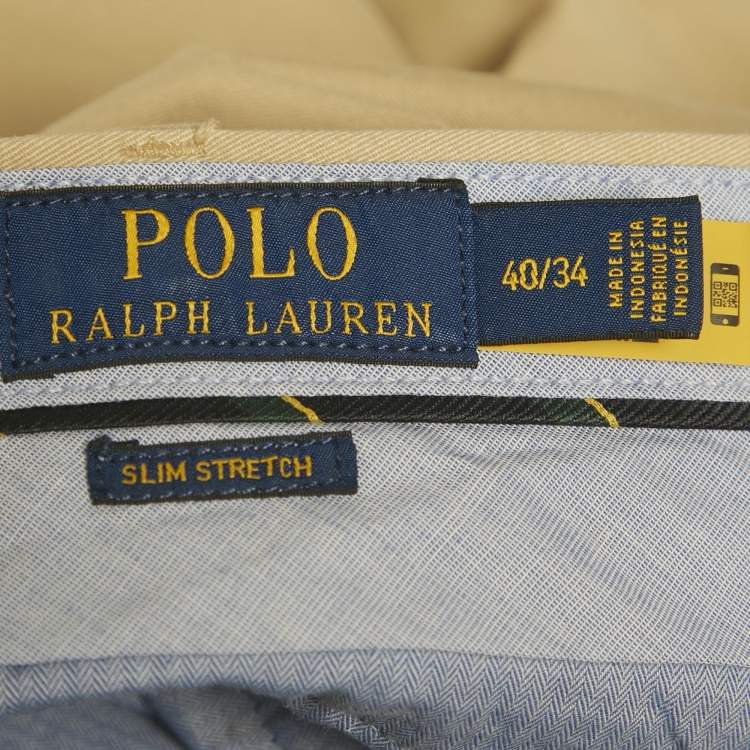 POLO
RALPH LAUREN
40/34
MADE IN
INDONESIA
FABRIQUÉ EN
INDONÉSIE
SLIM STRETCH